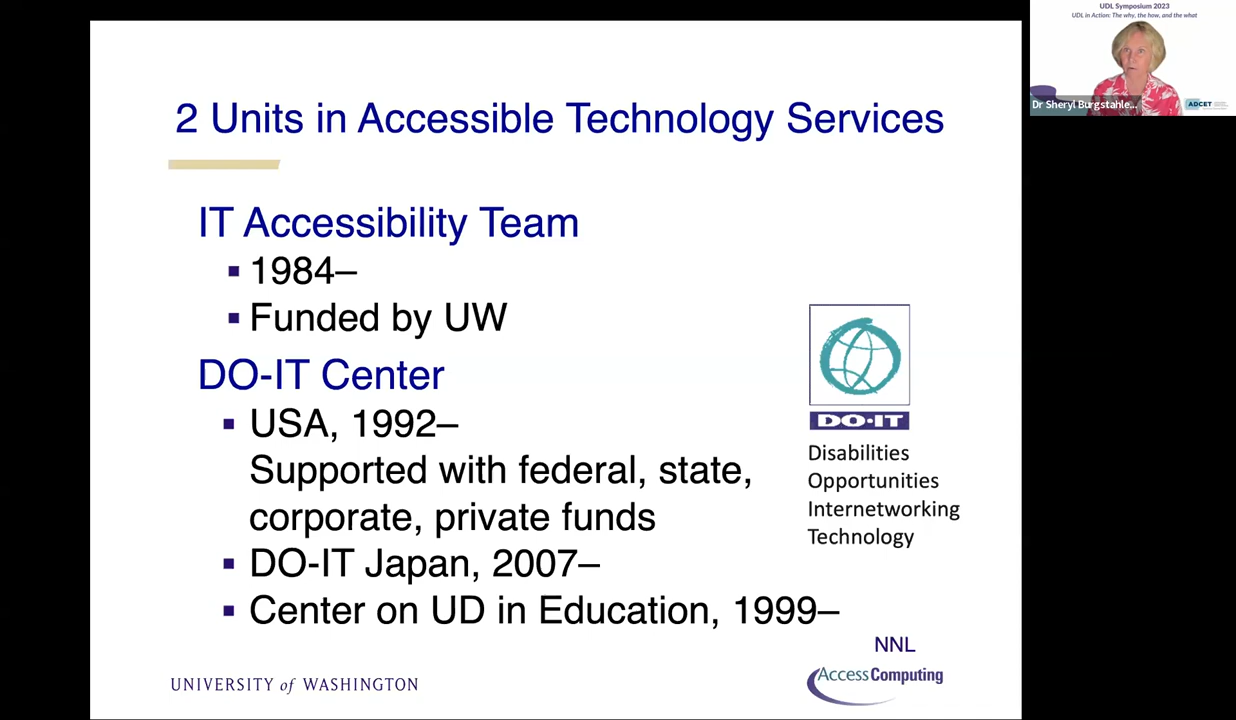 UDL Symposium 2023
UDL in Action: The why, the how, and the what
Dr Sheryl Burgstahle...
ADCET
2 Units in Accessible Technology Services
IT Accessibility Team
▪ 1984–
▪ Funded by UW
DO-IT Center
▪ USA, 1992–
Supported with federal, state,
corporate, private funds
▪ DO-IT Japan, 2007–
▪ Center on UD in Education, 1999–
DO·IT
Disabilities
Opportunities
Internetworking
Technology
NNL
AccessComputing
UNIVERSITY of WASHINGTON